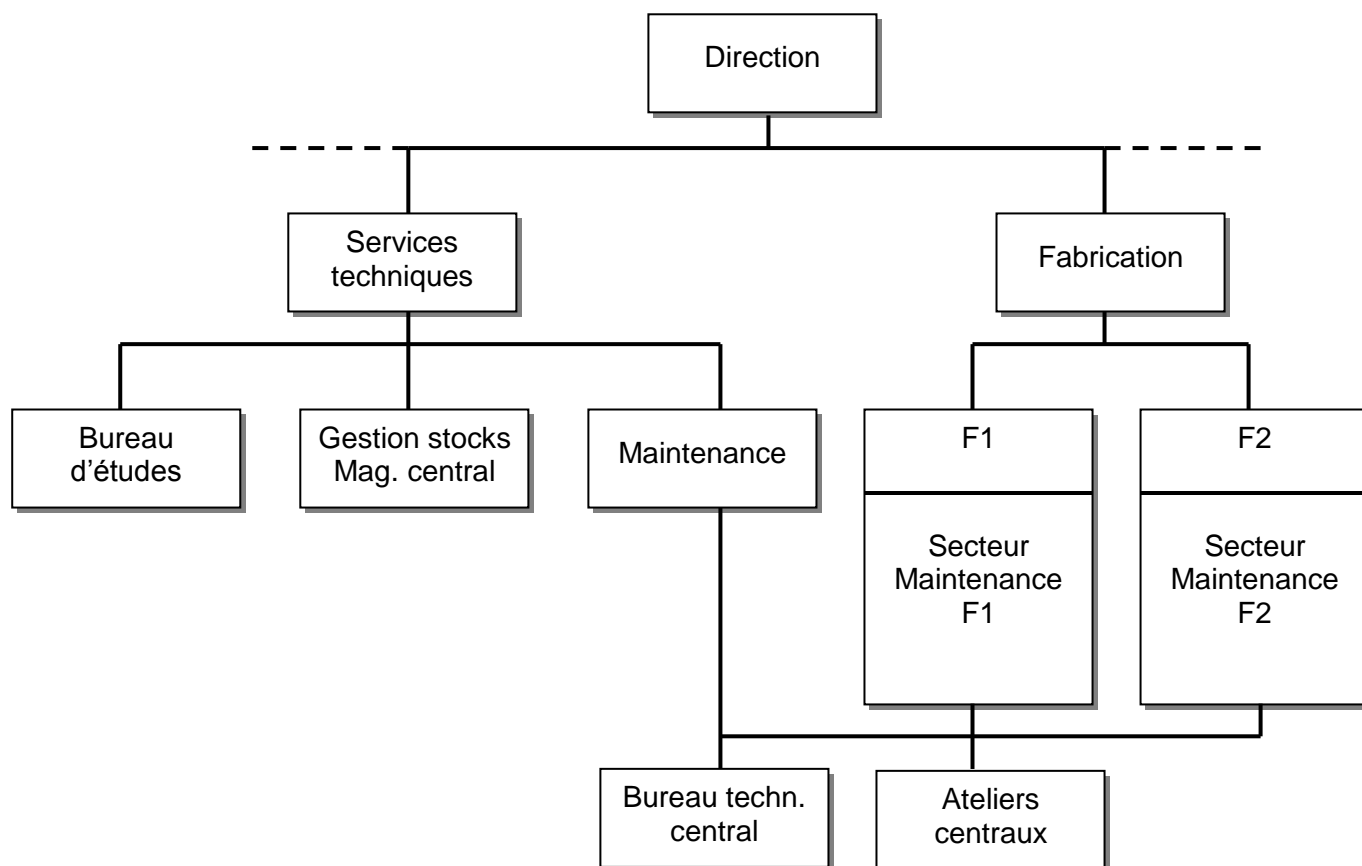 Direction
Services
techniques
Fabrication
Bureau
d’études
Gestion stocks
Mag. central
Maintenance
F1
F2
Secteur
Maintenance
F1
Secteur
Maintenance
F2
Bureau techn.
central
Ateliers
centraux